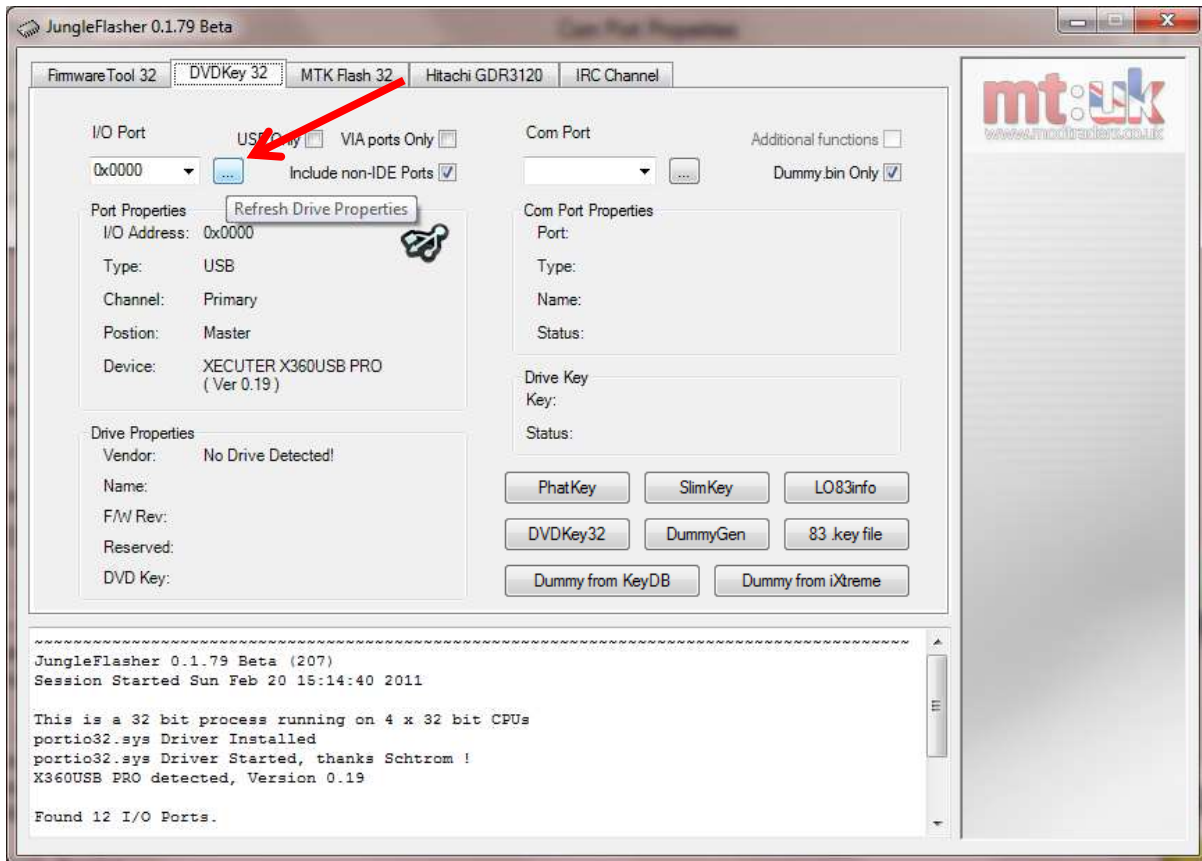 JungleFlasher 0.1.79 Beta
Com Port Properties
FirmwareTool 32 DVDKey 32 MTK Flash 32 Hitachi GDR3120 IRC Channel
I/O Port USB Only VIA ports Only
0x0000 ... Include non-IDE Ports
Refresh Drive Properties
Port Properties
I/O Address: 0x0000
Type: USB
Channel: Primary
Postion: Master
Device: XECUTER X360USB PRO
( Ver 0.19 )
Drive Properties
Vendor: No Drive Detected!
Name:
F/W Rev:
Reserved:
DVD Key:
Com Port Additional functions
... Dummy.bin Only
Com Port Properties
Port:
Type:
Name:
Status:
Drive Key
Key:
Status:
PhatKey SlimKey LO83info
DVDKey32 DummyGen 83 .key file
Dummy from KeyDB Dummy from iXtreme
mt:uk
www.modtraders.co.uk
~~~~~~~~~~~~~~~~~~~~~~~~~~~~~~~~~~~~~~~~~~~~~~~~~~~~~~~~~~~~~~~~~~~~~~~~~~~~~~~~~~~~~~~~~~
JungleFlasher 0.1.79 Beta (207)
Session Started Sun Feb 20 15:14:40 2011
This is a 32 bit process running on 4 x 32 bit CPUs
portio32.sys Driver Installed
portio32.sys Driver Started, thanks Schtrom !
X360USB PRO detected, Version 0.19
Found 12 I/O Ports.